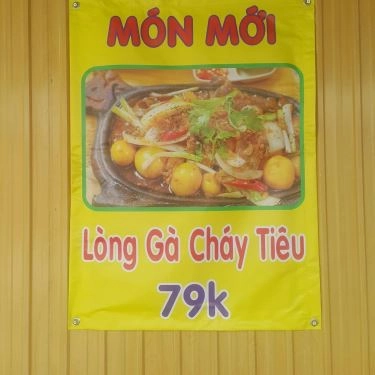 MÓN MỚI
Lòng Gà Cháy Tiêu
79k